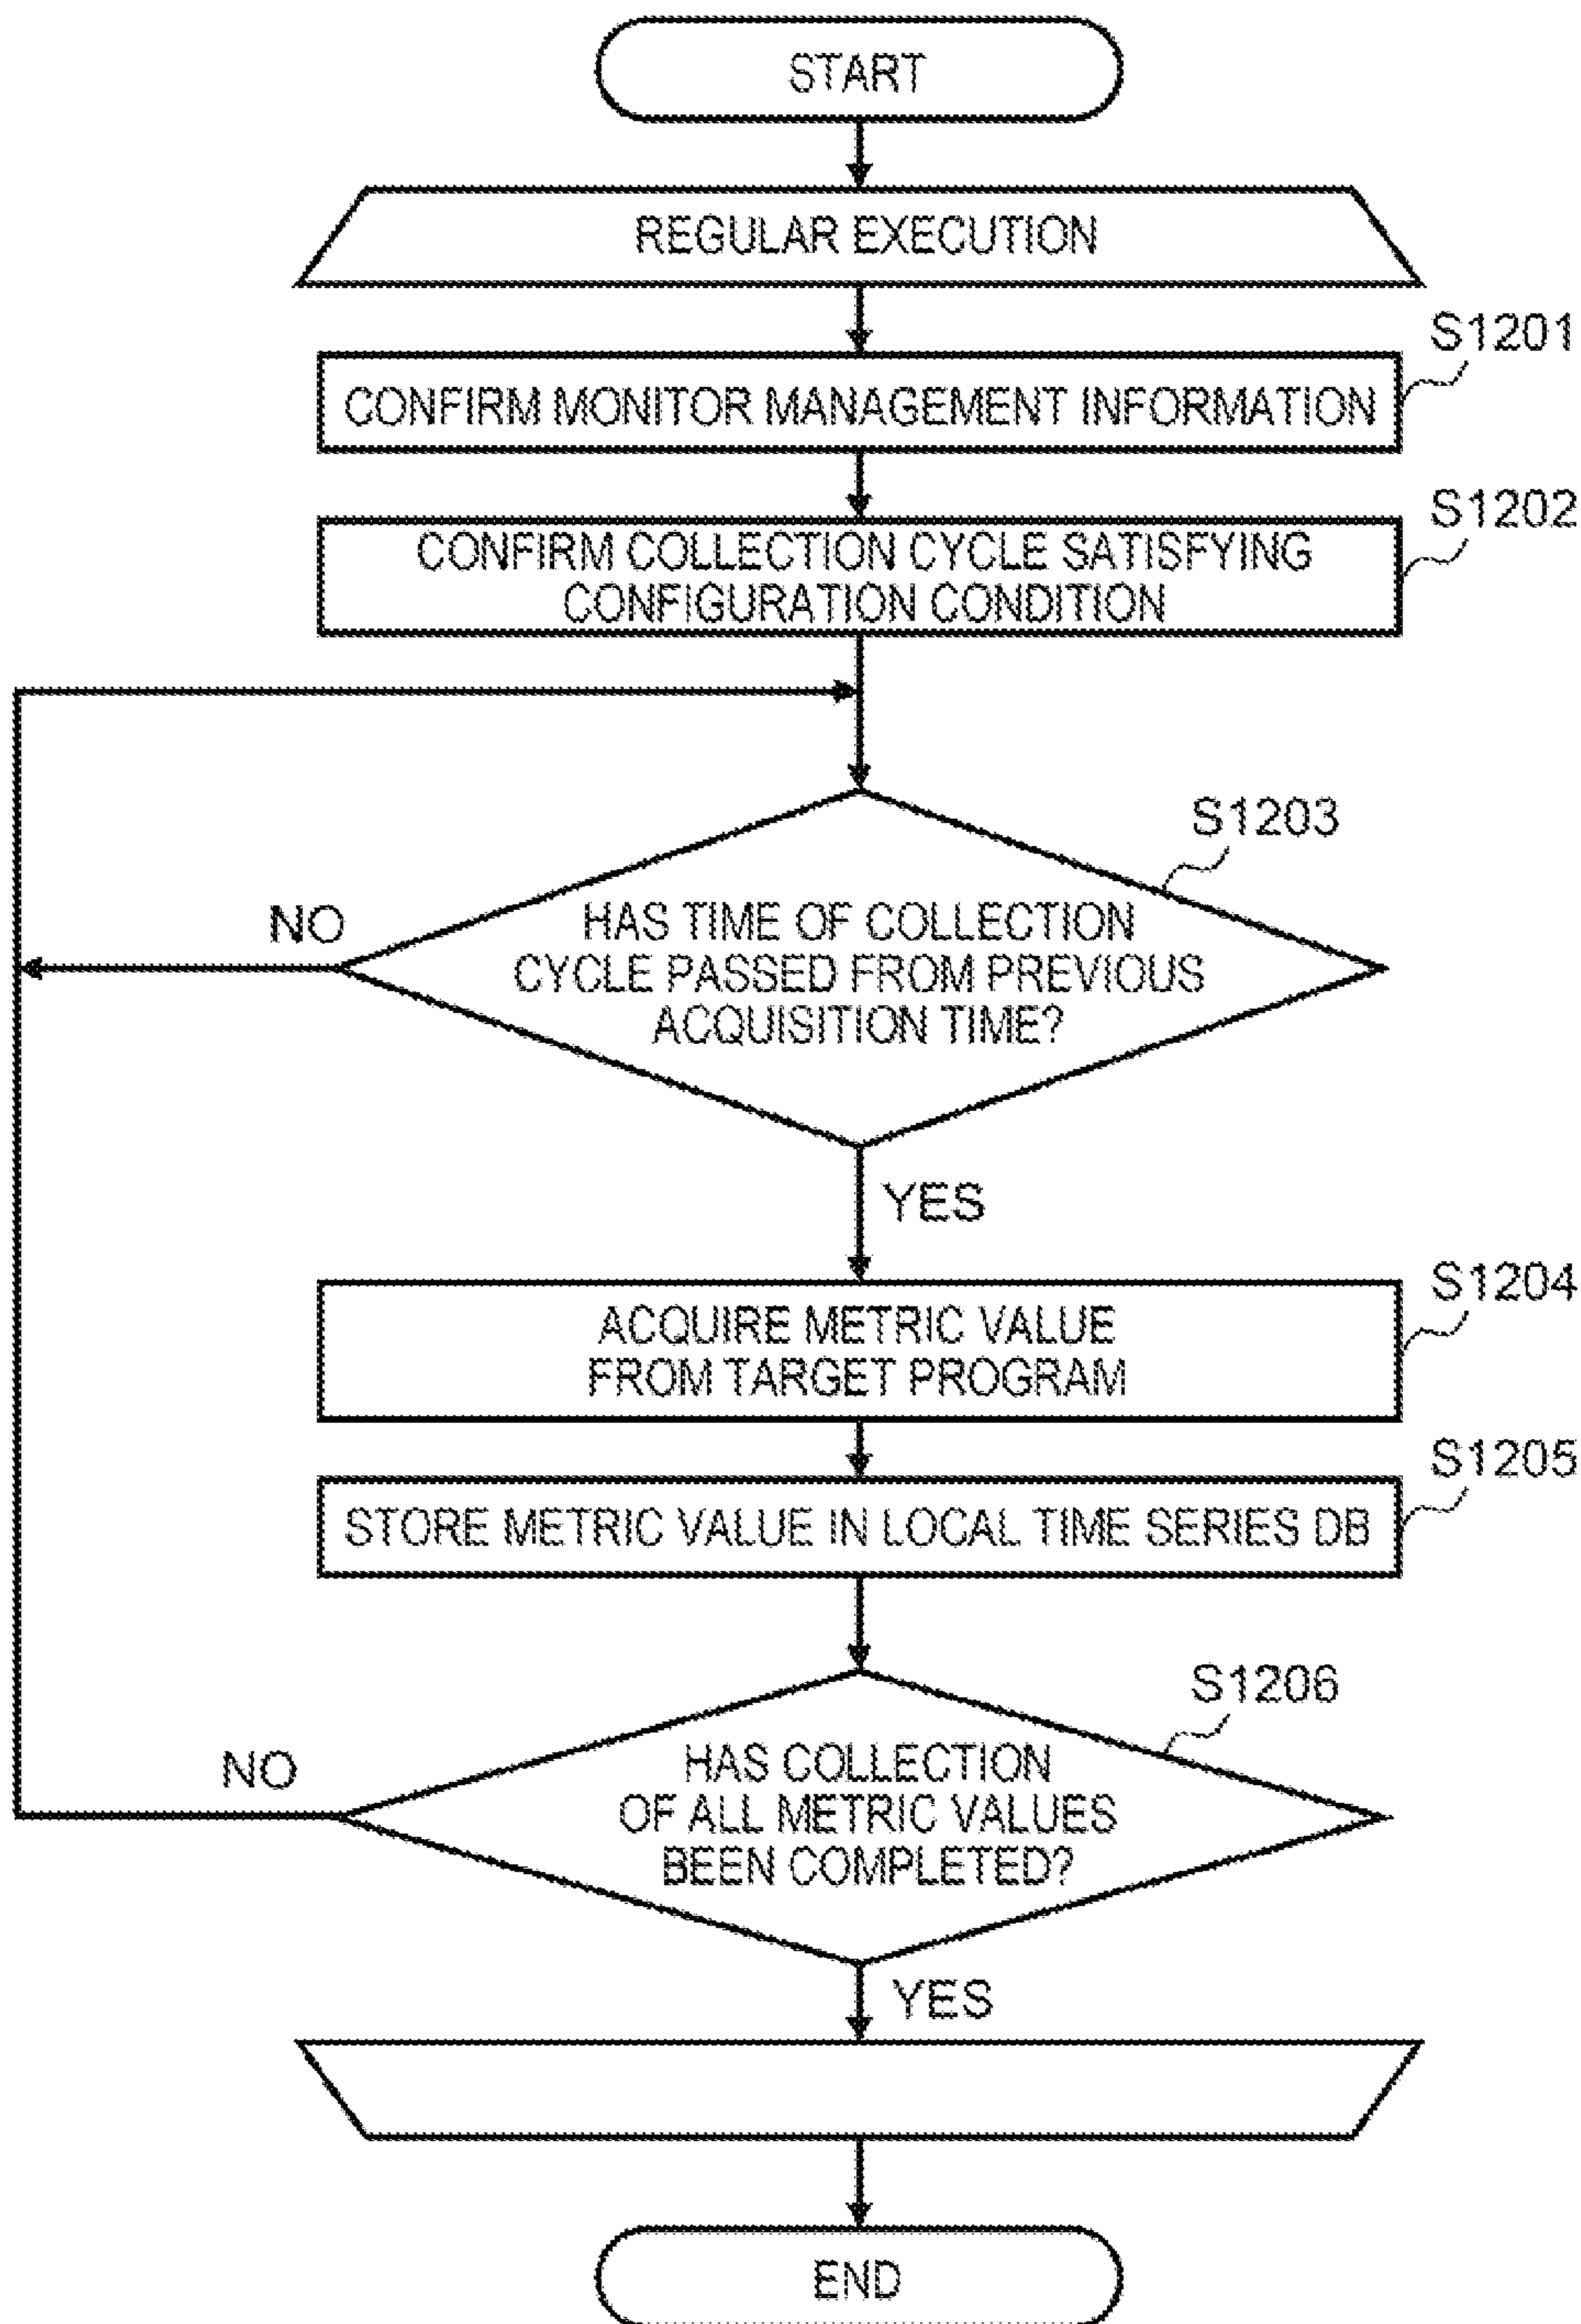 START
REGULAR EXECUTION
S1201
CONFIRM MONITOR MANAGEMENT INFORMATION
S1202
CONFIRM COLLECTION CYCLE SATISFYING
CONFIGURATION CONDITION
S1203
NO
HAS TIME OF COLLECTION
CYCLE PASSED FROM PREVIOUS
ACQUISITION TIME?
YES
S1204
ACQUIRE METRIC VALUE
FROM TARGET PROGRAM
S1205
STORE METRIC VALUE IN LOCAL TIME SERIES DB
S1206
NO
HAS COLLECTION
OF ALL METRIC VALUES
BEEN COMPLETED?
YES
END